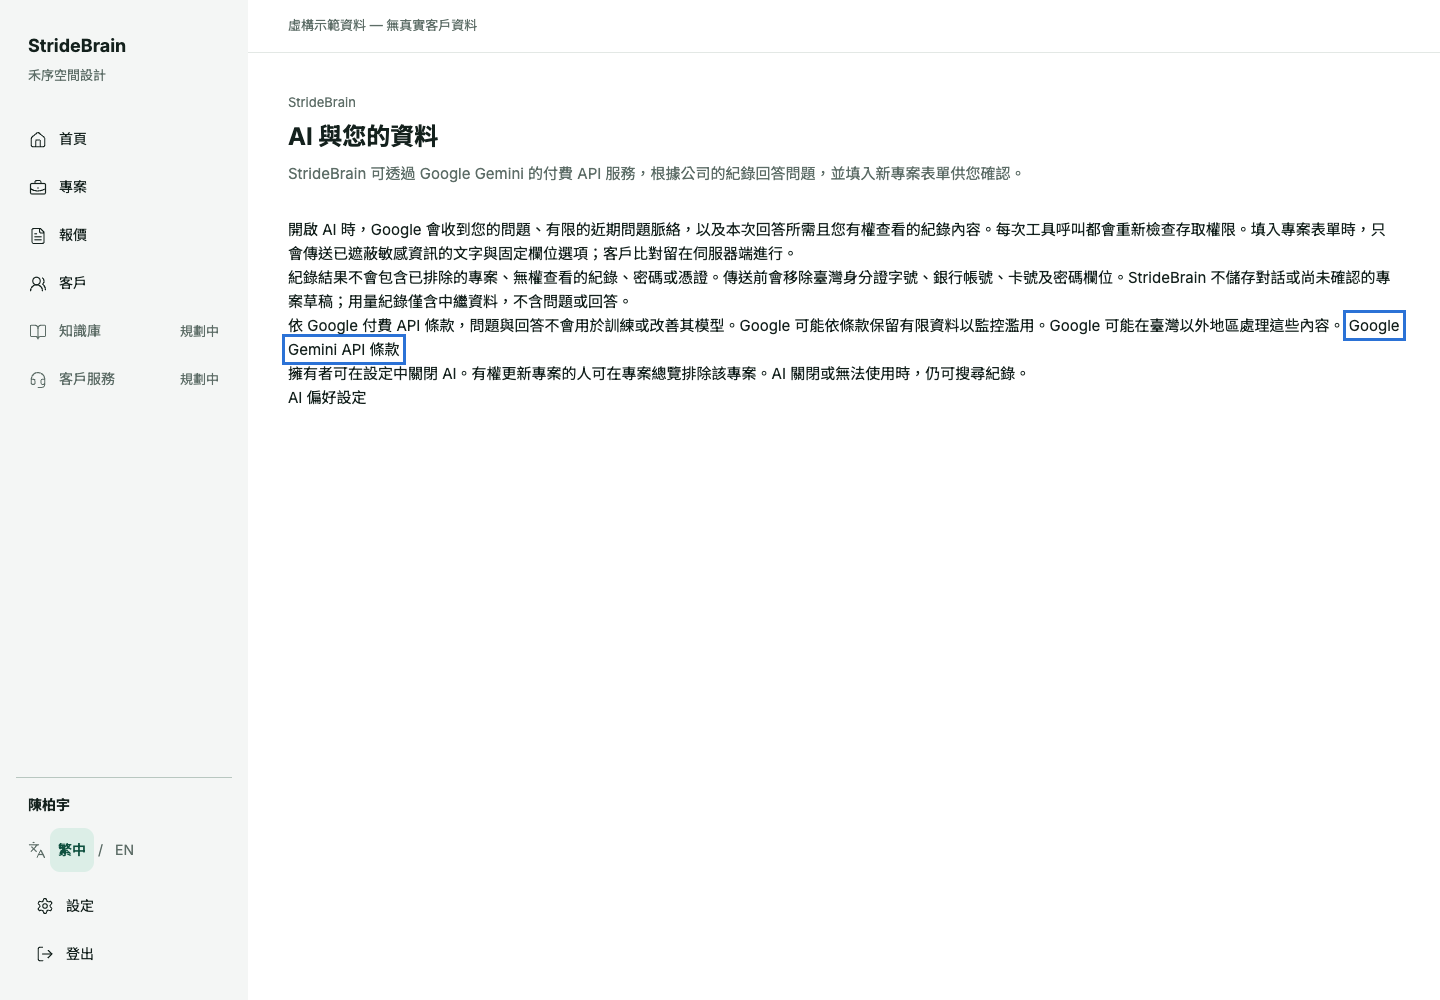 StrideBrain
禾序空間設計
首頁
專案
報價
客戶
知識庫 規劃中
客戶服務 規劃中
陳柏宇
繁中 / EN
設定
登出
虛構示範資料 — 無真實客戶資料
StrideBrain
AI 與您的資料
StrideBrain 可透過 Google Gemini 的付費 API 服務，根據公司的紀錄回答問題，並填入新專案表單供您確認。
開啟 AI 時，Google 會收到您的問題、有限的近期問題脈絡，以及本次回答所需且您有權查看的紀錄內容。每次工具呼叫都會重新檢查存取權限。填入專案表單時，只
會傳送已遮蔽敏感資訊的文字與固定欄位選項；客戶比對留在伺服器端進行。
紀錄結果不會包含已排除的專案、無權查看的紀錄、密碼或憑證。傳送前會移除臺灣身分證字號、銀行帳號、卡號及密碼欄位。StrideBrain 不儲存對話或尚未確認的專
案草稿；用量紀錄僅含中繼資料，不含問題或回答。
依 Google 付費 API 條款，問題與回答不會用於訓練或改善其模型。Google 可能依條款保留有限資料以監控濫用。Google 可能在臺灣以外地區處理這些內容。Google
Gemini API 條款
擁有者可在設定中關閉 AI。有權更新專案的人可在專案總覽排除該專案。AI 關閉或無法使用時，仍可搜尋紀錄。
AI 偏好設定